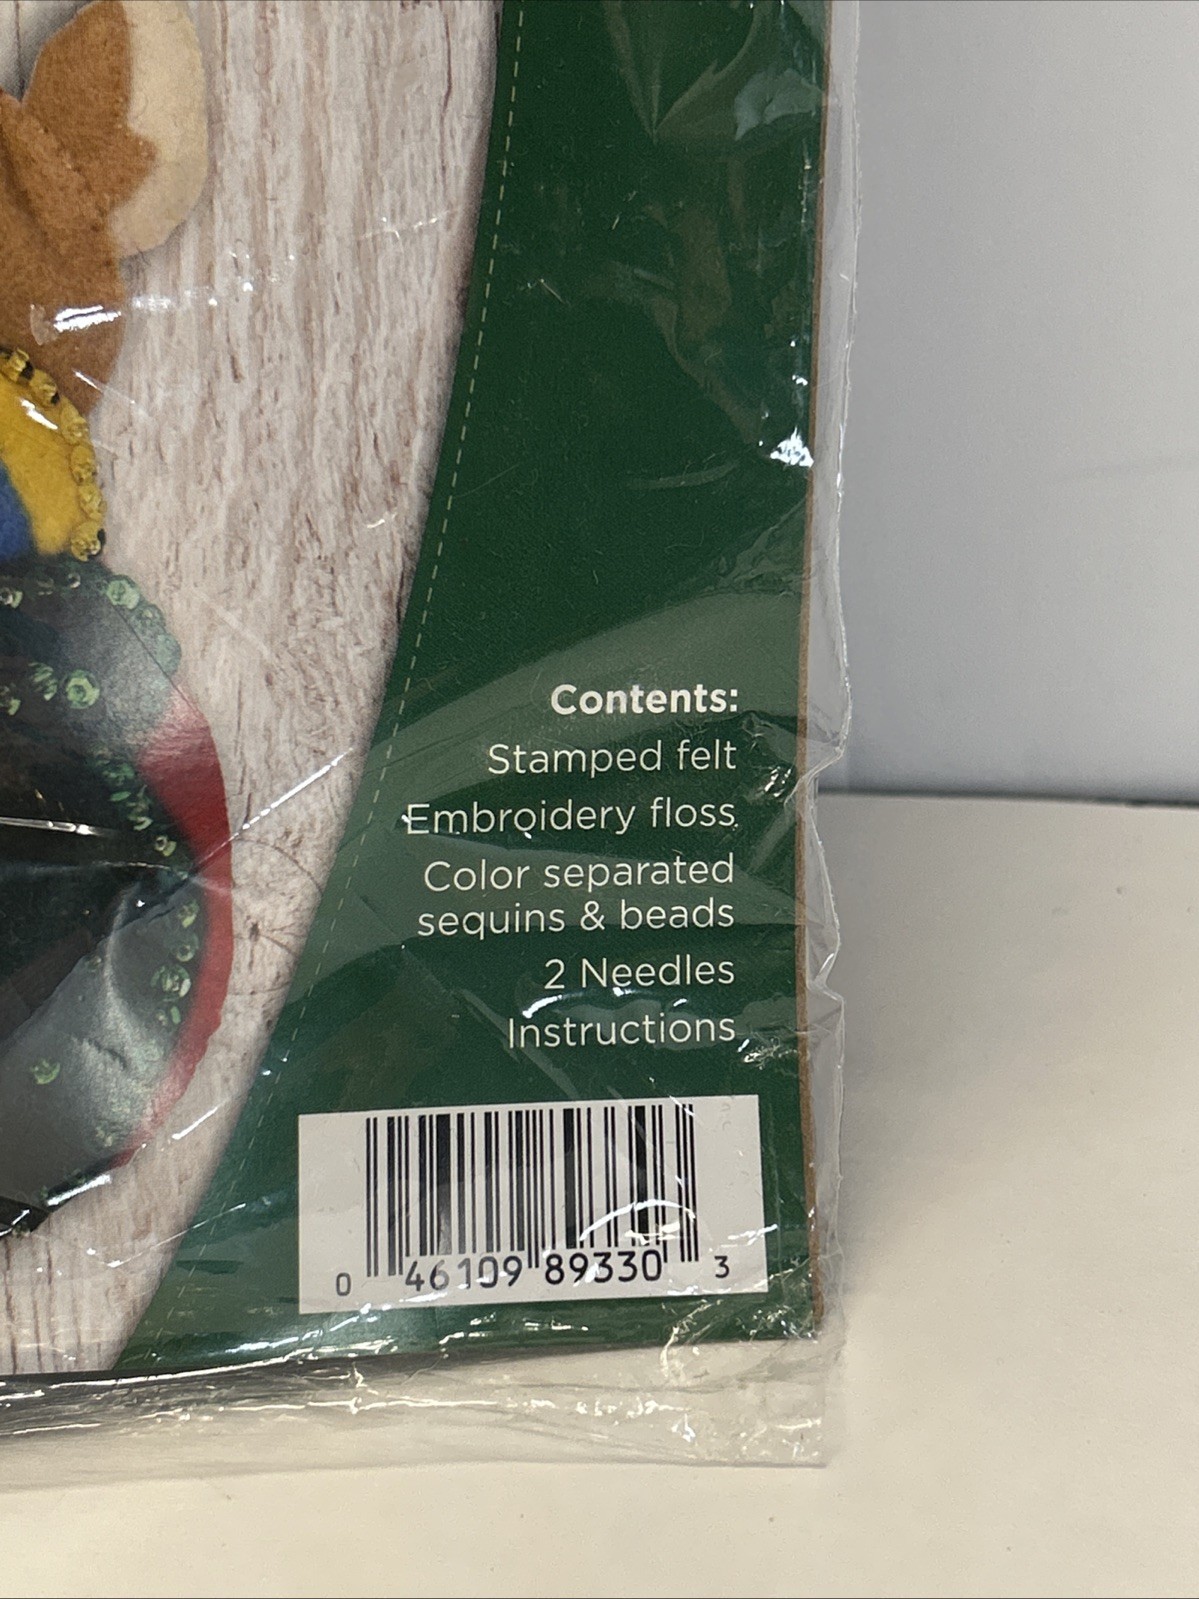 Contents:
Stamped felt
Embroidery floss
Color separated
sequins & beads
2 Needles
Instructions
0 46109 89330 3